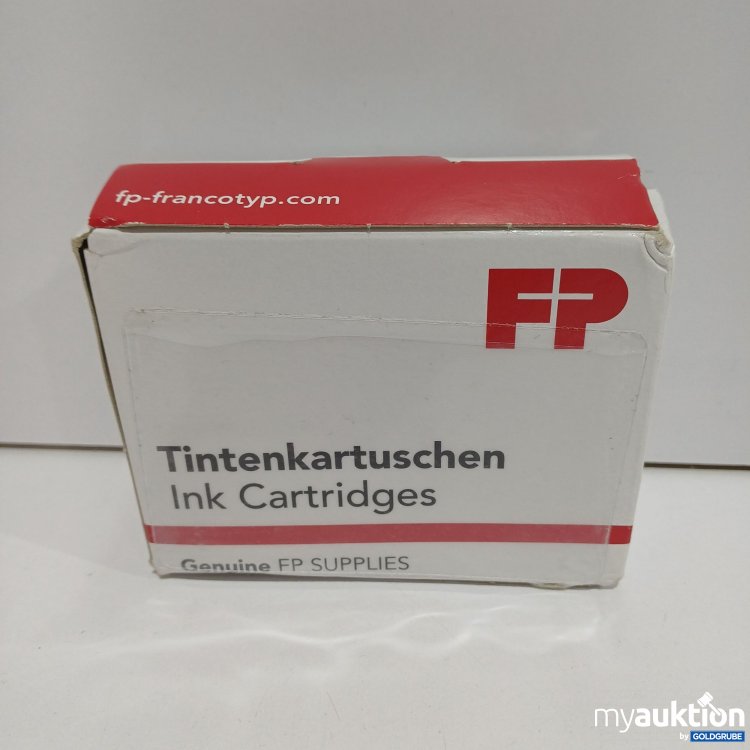 fp-francotyp.com
FP
Tintenkartuschen
Ink Cartridges
Genuine FP SUPPLIES
myauktion
by GOLDGRUBE